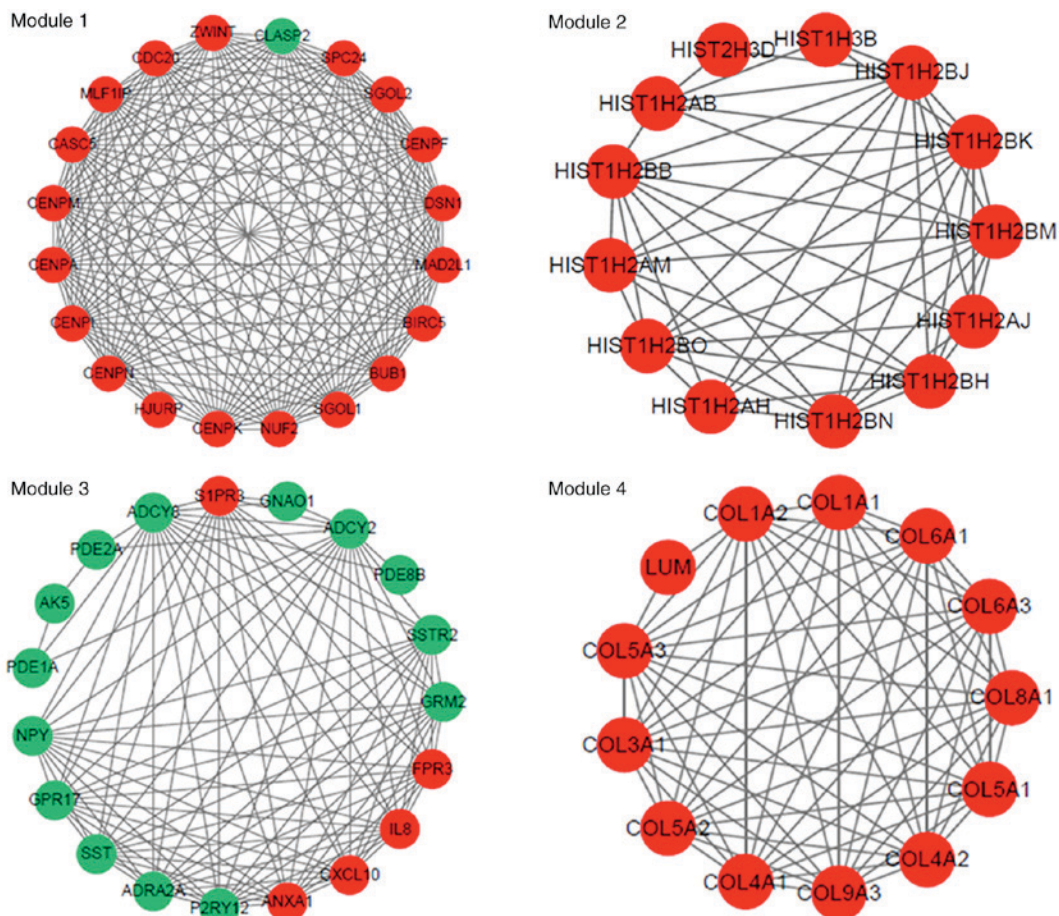 Module 1
ZWINT
CLASP2
CDC20
SPC24
MLF1IP
SGOL2
CASC5
CENPF
CENPM
DSN1
CENPA
MAD2L1
CENPI
BIRC5
CENPN
BUB1
HJURP
SGOL1
CENPK
NUF2
Module 2
HIST2H3D
HIST1H3B
HIST1H2BJ
HIST1H2AB
HIST1H2BK
HIST1H2BB
HIST1H2BM
HIST1H2AM
HIST1H2AJ
HIST1H2BO
HIST1H2BH
HIST1H2AH
HIST1H2BN
Module 3
S1PR3
GNAO1
ADCY8
ADCY2
PDE2A
PDE8B
AK5
SSTR2
PDE1A
GRM2
NPY
FPR3
GPR17
IL8
SST
CXCL10
ADRA2A
P2RY12
ANXA1
Module 4
COL1A2
COL1A1
COL6A1
LUM
COL6A3
COL5A3
COL8A1
COL3A1
COL5A1
COL5A2
COL4A2
COL4A1
COL9A3